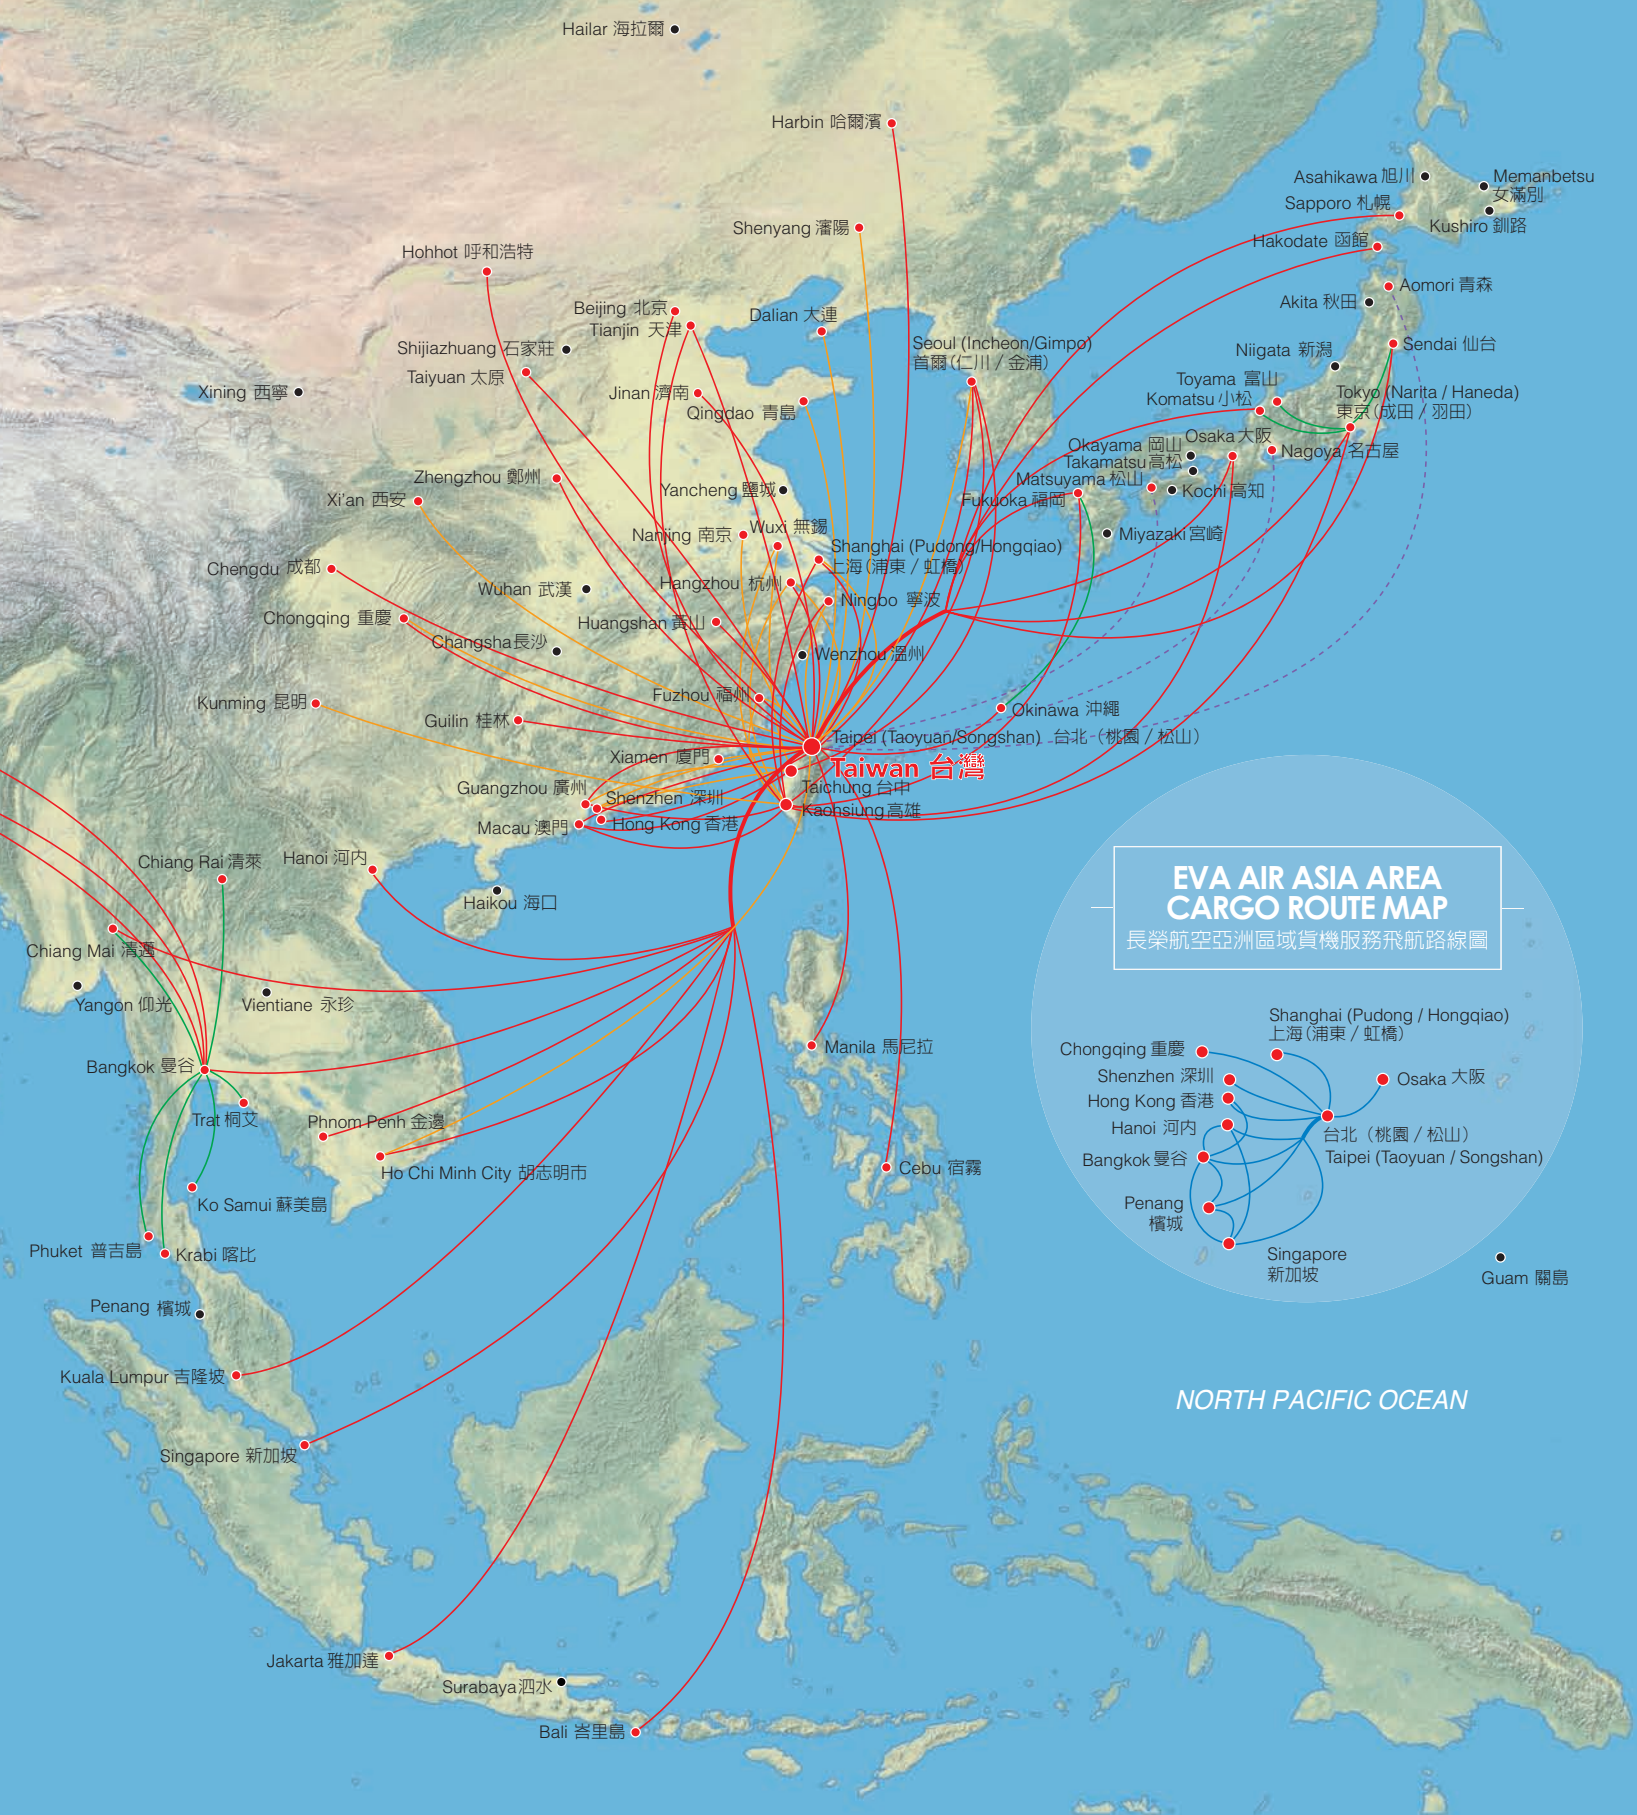 Hailar 海拉爾
Harbin 哈爾濱
Asahikawa 旭川
Memanbetsu
女滿別
Sapporo 札幌
Kushiro 釧路
Shenyang 瀋陽
Hakodate 函館
Hohhot 呼和浩特
Aomori 青森
Akita 秋田
Beijing 北京
Dalian 大連
Tianjin 天津
Seoul (Incheon/Gimpo)
首爾(仁川 / 金浦)
Sendai 仙台
Shijiazhuang 石家莊
Niigata 新潟
Taiyuan 太原
Toyama 富山
Xining 西寧
Jinan 濟南
Tokyo (Narita / Haneda)
東京(成田 / 羽田)
Komatsu 小松
Qingdao 青島
Okayama 岡山
Osaka 大阪
Nagoya 名古屋
Takamatsu 高松
Zhengzhou 鄭州
Matsuyama 松山
Yancheng 鹽城
Kochi 高知
Xi'an 西安
Fukuoka 福岡
Nanjing 南京
Wuxi 無錫
Miyazaki 宮崎
Shanghai (Pudong/Hongqiao)
上海(浦東 / 虹橋)
Chengdu 成都
Hangzhou 杭州
Wuhan 武漢
Ningbo 寧波
Chongqing 重慶
Huangshan 黃山
Changsha 長沙
Wenzhou 溫州
Fuzhou 福州
Kunming 昆明
Okinawa 沖繩
Guilin 桂林
Taipei (Taoyuan/Songshan) 台北（桃園 / 松山）
Xiamen 廈門
Taiwan 台灣
Guangzhou 廣州
Taichung 台中
Shenzhen 深圳
Kaohsiung 高雄
Macau 澳門
Hong Kong 香港
Chiang Rai 清萊
Hanoi 河內
Haikou 海口
Chiang Mai 清邁
Yangon 仰光
Vientiane 永珍
Manila 馬尼拉
Bangkok 曼谷
Trat 桐艾
Phnom Penh 金邊
Ho Chi Minh City 胡志明市
Cebu 宿霧
Ko Samui 蘇美島
Phuket 普吉島
Krabi 喀比
Penang 檳城
Kuala Lumpur 吉隆坡
Singapore 新加坡
Jakarta 雅加達
Surabaya 泗水
Bali 峇里島
EVA AIR ASIA AREA
CARGO ROUTE MAP
長榮航空亞洲區域貨機服務飛航路線圖
Shanghai (Pudong / Hongqiao)
上海(浦東 / 虹橋)
Chongqing 重慶
Shenzhen 深圳
Osaka 大阪
Hong Kong 香港
Hanoi 河內
台北（桃園 / 松山）
Taipei (Taoyuan / Songshan)
Bangkok 曼谷
Penang
檳城
Singapore
新加坡
Guam 關島
NORTH PACIFIC OCEAN